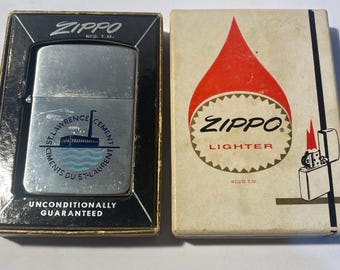 ZIPPO
REG. T.M.
ST. LAWRENCE CEMENT
CIMENTS DU ST-LAURENT
UNCONDITIONALLY
GUARANTEED
ZIPPO
LIGHTER
REG'D T.M.